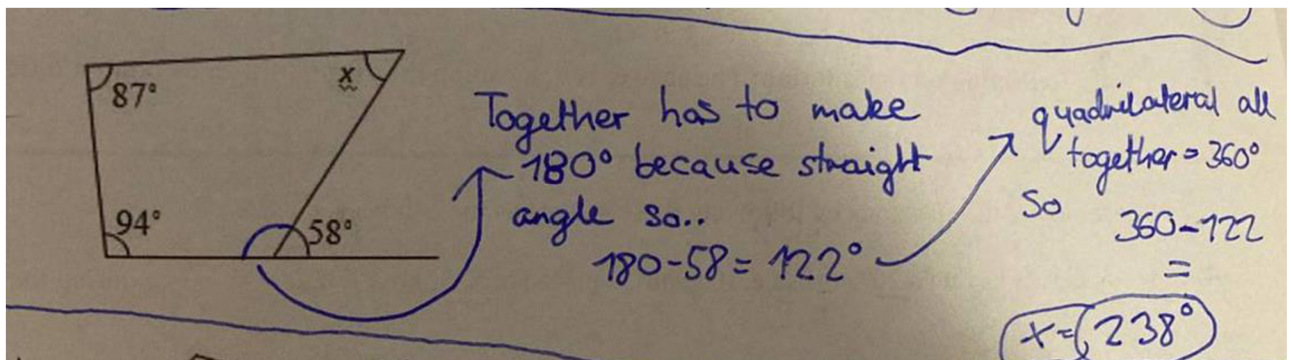 87°
x
94°
58°
Together has to make
180° because straight
angle so..
180-58= 122°
quadrilateral all
together = 360°
So
360-122
=
x= 238°